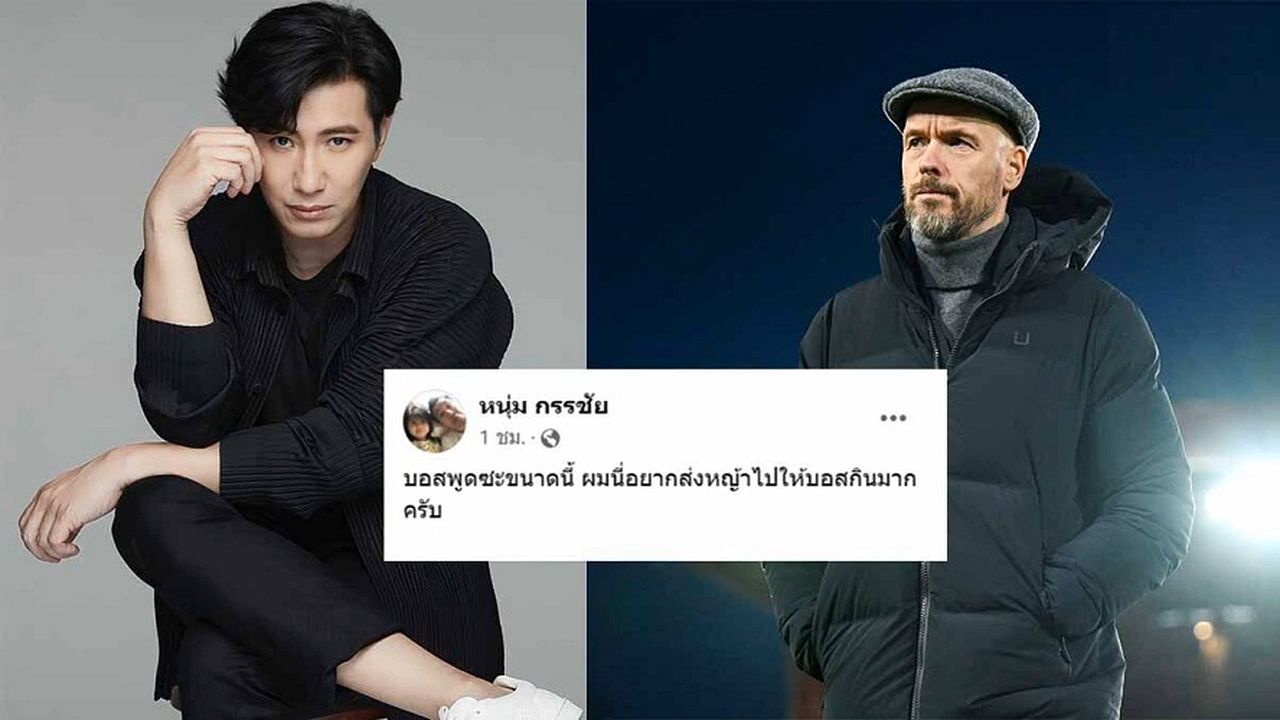 หนุ่ม กรรชัย
1 ชม. ·
บอสพูดซะขนาดนี้ ผมนี่อยากส่งหญ้าไปให้บอสกินมาก
ครับ